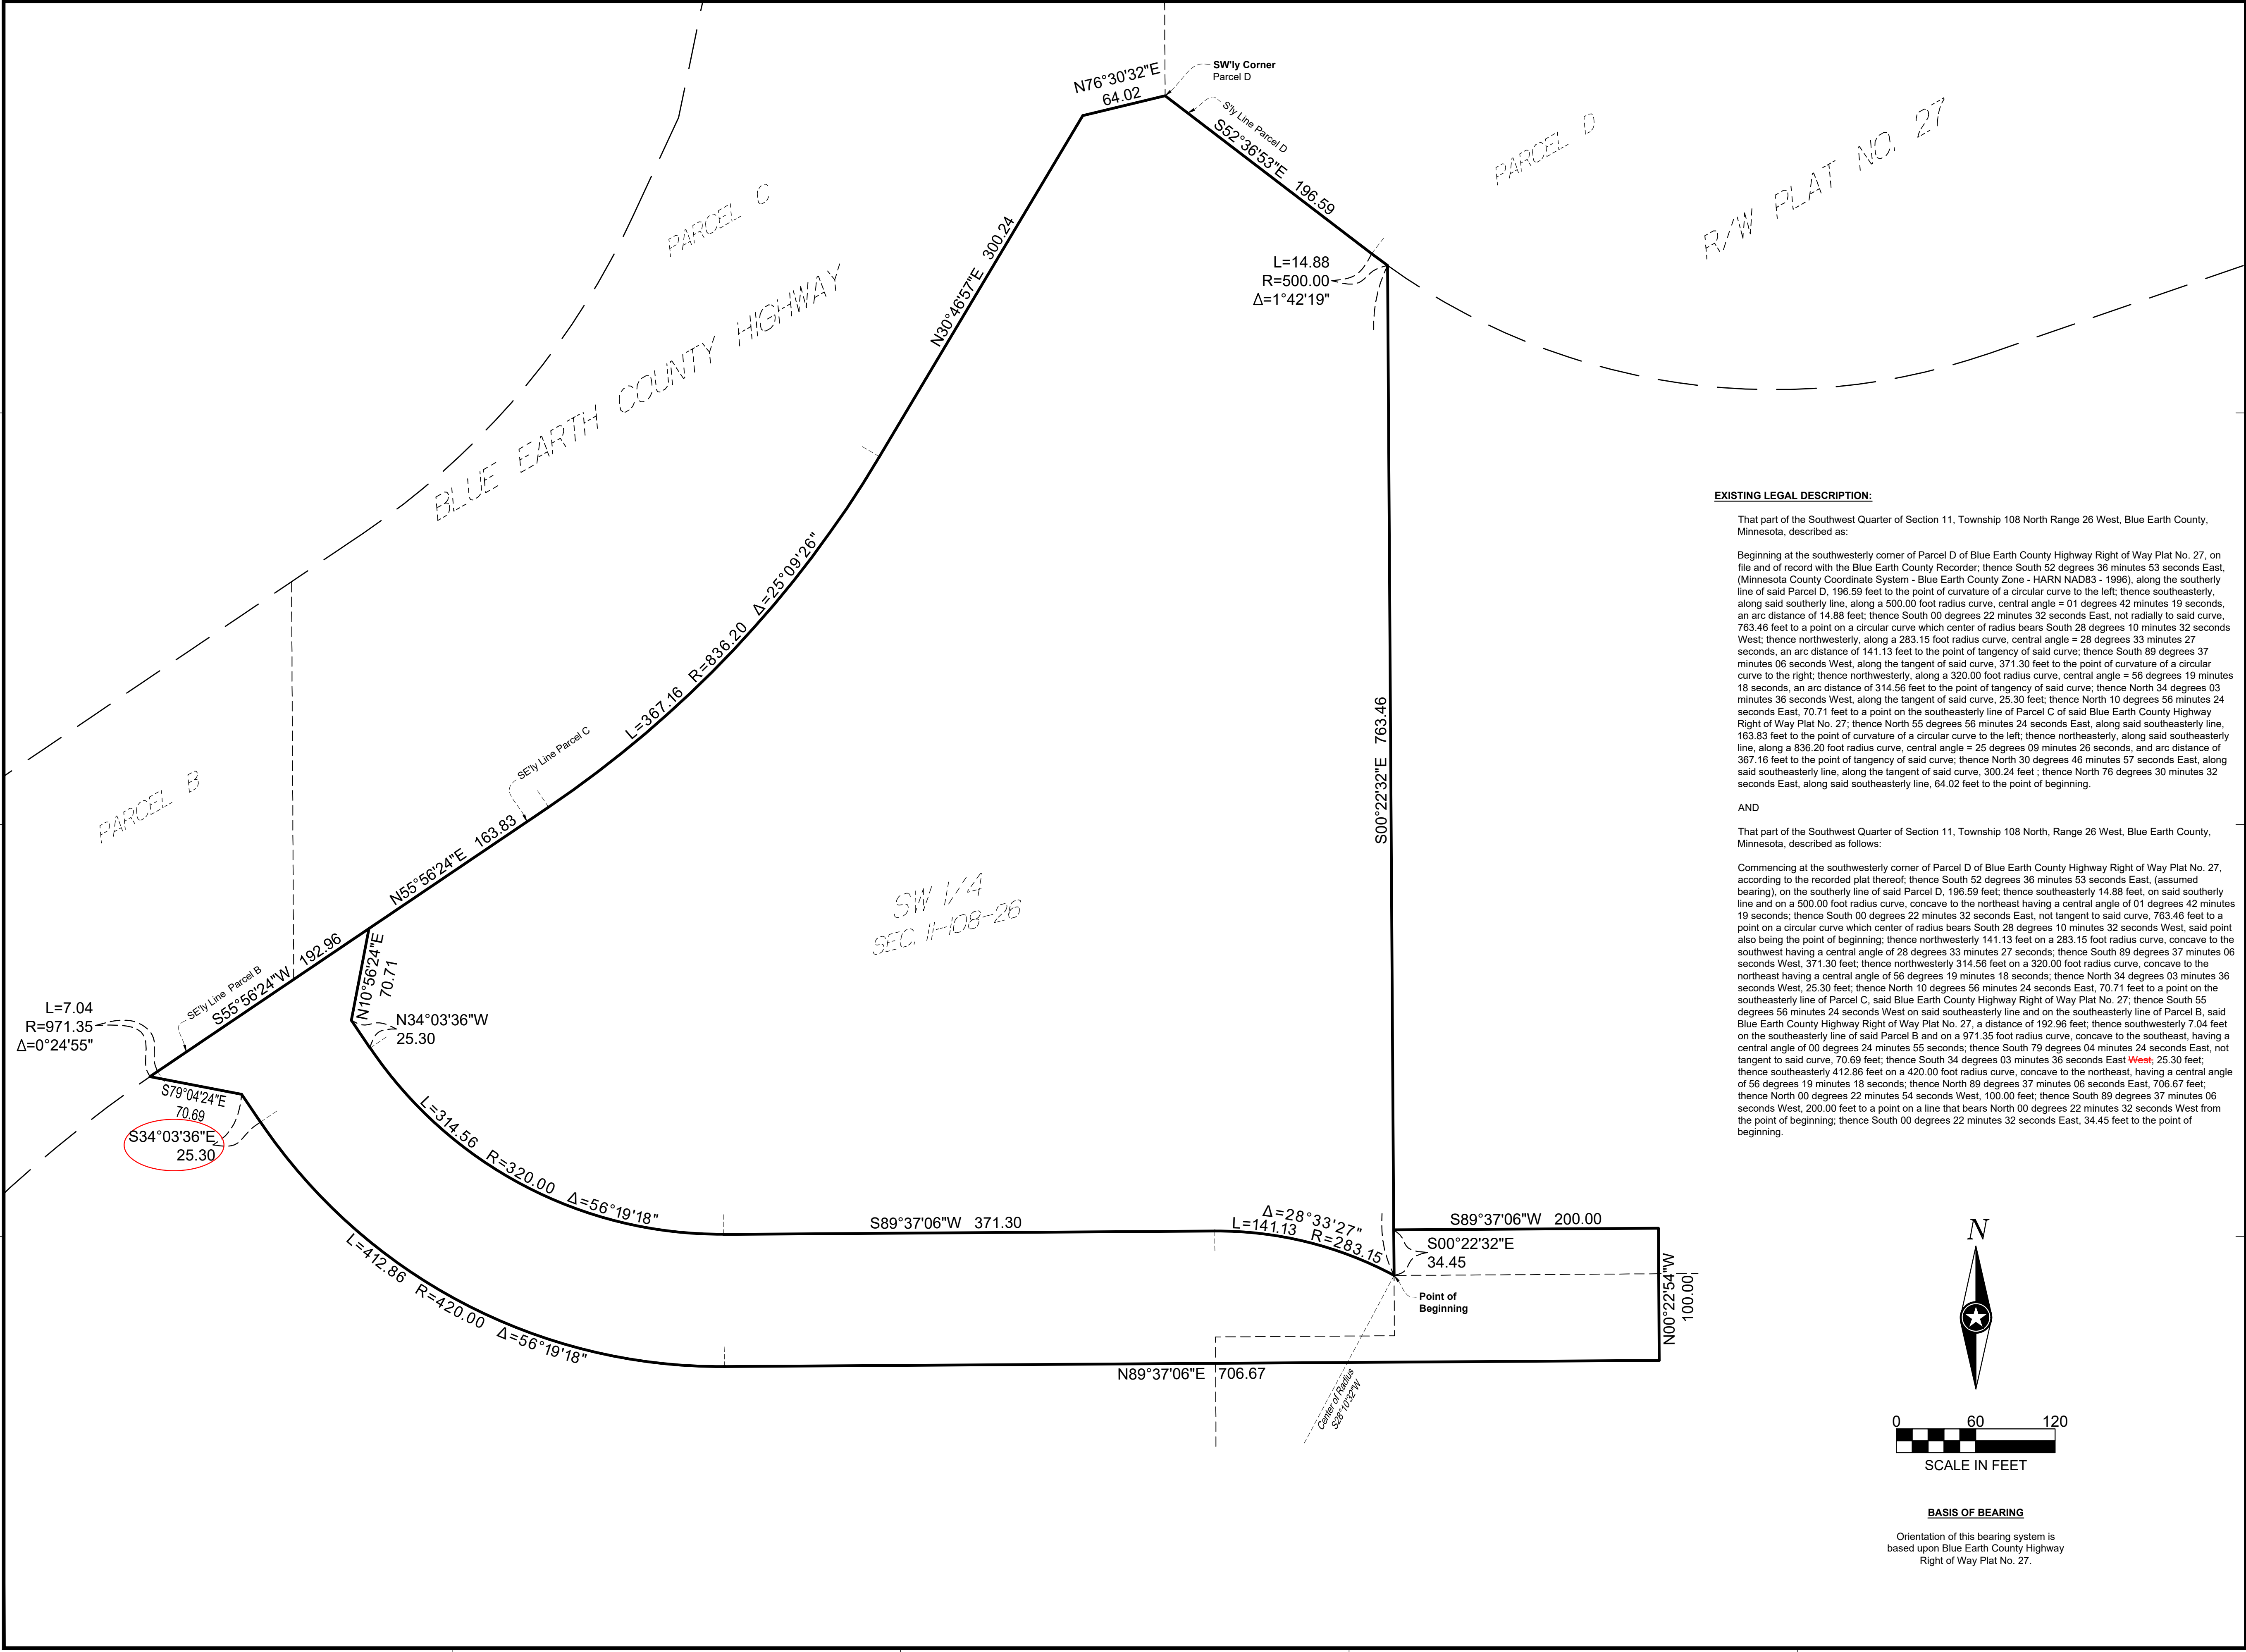 N76°30'32"E
64.02
SW'ly Corner
Parcel D
S'ly Line Parcel D
S52°36'53"E 196.59
PARCEL D
R/W PLAT NO. 27
PARCEL C
BLUE EARTH COUNTY HIGHWAY
N30°46'57"E 300.24
L=14.88
R=500.00
Δ=1°42'19"
L=367.16 R=836.20 Δ=25°09'26"
SE'ly Line Parcel C
PARCEL B
N55°56'24"E 163.83
S00°22'32"E 763.46
SW 1/4
SEC. 11-108-26
SE'ly Line Parcel B
S55°56'24"W 192.96
N10°56'24"E
70.71
L=7.04
R=971.35
Δ=0°24'55"
N34°03'36"W
25.30
S79°04'24"E
70.69
S34°03'36"E
25.30
L=314.56 R=320.00 Δ=56°19'18"
L=412.86 R=420.00 Δ=56°19'18"
S89°37'06"W 371.30
Δ=28°33'27"
L=141.13 R=283.15
S89°37'06"W 200.00
S00°22'32"E
34.45
Point of
Beginning
N00°22'54"W
100.00
N89°37'06"E 706.67
Center of Radius
S28°10'32"W
EXISTING LEGAL DESCRIPTION:
That part of the Southwest Quarter of Section 11, Township 108 North Range 26 West, Blue Earth County,
Minnesota, described as:
Beginning at the southwesterly corner of Parcel D of Blue Earth County Highway Right of Way Plat No. 27, on
file and of record with the Blue Earth County Recorder; thence South 52 degrees 36 minutes 53 seconds East,
(Minnesota County Coordinate System - Blue Earth County Zone - HARN NAD83 - 1996), along the southerly
line of said Parcel D, 196.59 feet to the point of curvature of a circular curve to the left; thence southeasterly,
along said southerly line, along a 500.00 foot radius curve, central angle = 01 degrees 42 minutes 19 seconds,
an arc distance of 14.88 feet; thence South 00 degrees 22 minutes 32 seconds East, not radially to said curve,
763.46 feet to a point on a circular curve which center of radius bears South 28 degrees 10 minutes 32 seconds
West; thence northwesterly, along a 283.15 foot radius curve, central angle = 28 degrees 33 minutes 27
seconds, an arc distance of 141.13 feet to the point of tangency of said curve; thence South 89 degrees 37
minutes 06 seconds West, along the tangent of said curve, 371.30 feet to the point of curvature of a circular
curve to the right; thence northwesterly, along a 320.00 foot radius curve, central angle = 56 degrees 19 minutes
18 seconds, an arc distance of 314.56 feet to the point of tangency of said curve; thence North 34 degrees 03
minutes 36 seconds West, along the tangent of said curve, 25.30 feet; thence North 10 degrees 56 minutes 24
seconds East, 70.71 feet to a point on the southeasterly line of Parcel C of said Blue Earth County Highway
Right of Way Plat No. 27; thence North 55 degrees 56 minutes 24 seconds East, along said southeasterly line,
163.83 feet to the point of curvature of a circular curve to the left; thence northeasterly, along said southeasterly
line, along a 836.20 foot radius curve, central angle = 25 degrees 09 minutes 26 seconds, and arc distance of
367.16 feet to the point of tangency of said curve; thence North 30 degrees 46 minutes 57 seconds East, along
said southeasterly line, along the tangent of said curve, 300.24 feet ; thence North 76 degrees 30 minutes 32
seconds East, along said southeasterly line, 64.02 feet to the point of beginning.
AND
That part of the Southwest Quarter of Section 11, Township 108 North, Range 26 West, Blue Earth County,
Minnesota, described as follows:
Commencing at the southwesterly corner of Parcel D of Blue Earth County Highway Right of Way Plat No. 27,
according to the recorded plat thereof; thence South 52 degrees 36 minutes 53 seconds East, (assumed
bearing), on the southerly line of said Parcel D, 196.59 feet; thence southeasterly 14.88 feet, on said southerly
line and on a 500.00 foot radius curve, concave to the northeast having a central angle of 01 degrees 42 minutes
19 seconds; thence South 00 degrees 22 minutes 32 seconds East, not tangent to said curve, 763.46 feet to a
point on a circular curve which center of radius bears South 28 degrees 10 minutes 32 seconds West, said point
also being the point of beginning; thence northwesterly 141.13 feet on a 283.15 foot radius curve, concave to the
southwest having a central angle of 28 degrees 33 minutes 27 seconds; thence South 89 degrees 37 minutes 06
seconds West, 371.30 feet; thence northwesterly 314.56 feet on a 320.00 foot radius curve, concave to the
northeast having a central angle of 56 degrees 19 minutes 18 seconds; thence North 34 degrees 03 minutes 36
seconds West, 25.30 feet; thence North 10 degrees 56 minutes 24 seconds East, 70.71 feet to a point on the
southeasterly line of Parcel C, said Blue Earth County Highway Right of Way Plat No. 27; thence South 55
degrees 56 minutes 24 seconds West on said southeasterly line and on the southeasterly line of Parcel B, said
Blue Earth County Highway Right of Way Plat No. 27, a distance of 192.96 feet; thence southwesterly 7.04 feet
on the southeasterly line of said Parcel B and on a 971.35 foot radius curve, concave to the southeast, having a
central angle of 00 degrees 24 minutes 55 seconds; thence South 79 degrees 04 minutes 24 seconds East, not
tangent to said curve, 70.69 feet; thence South 34 degrees 03 minutes 36 seconds East West, 25.30 feet;
thence southeasterly 412.86 feet on a 420.00 foot radius curve, concave to the northeast, having a central angle
of 56 degrees 19 minutes 18 seconds; thence North 89 degrees 37 minutes 06 seconds East, 706.67 feet;
thence North 00 degrees 22 minutes 54 seconds West, 100.00 feet; thence South 89 degrees 37 minutes 06
seconds West, 200.00 feet to a point on a line that bears North 00 degrees 22 minutes 32 seconds West from
the point of beginning; thence South 00 degrees 22 minutes 32 seconds East, 34.45 feet to the point of
beginning.
N
0 60 120
SCALE IN FEET
BASIS OF BEARING
Orientation of this bearing system is
based upon Blue Earth County Highway
Right of Way Plat No. 27.